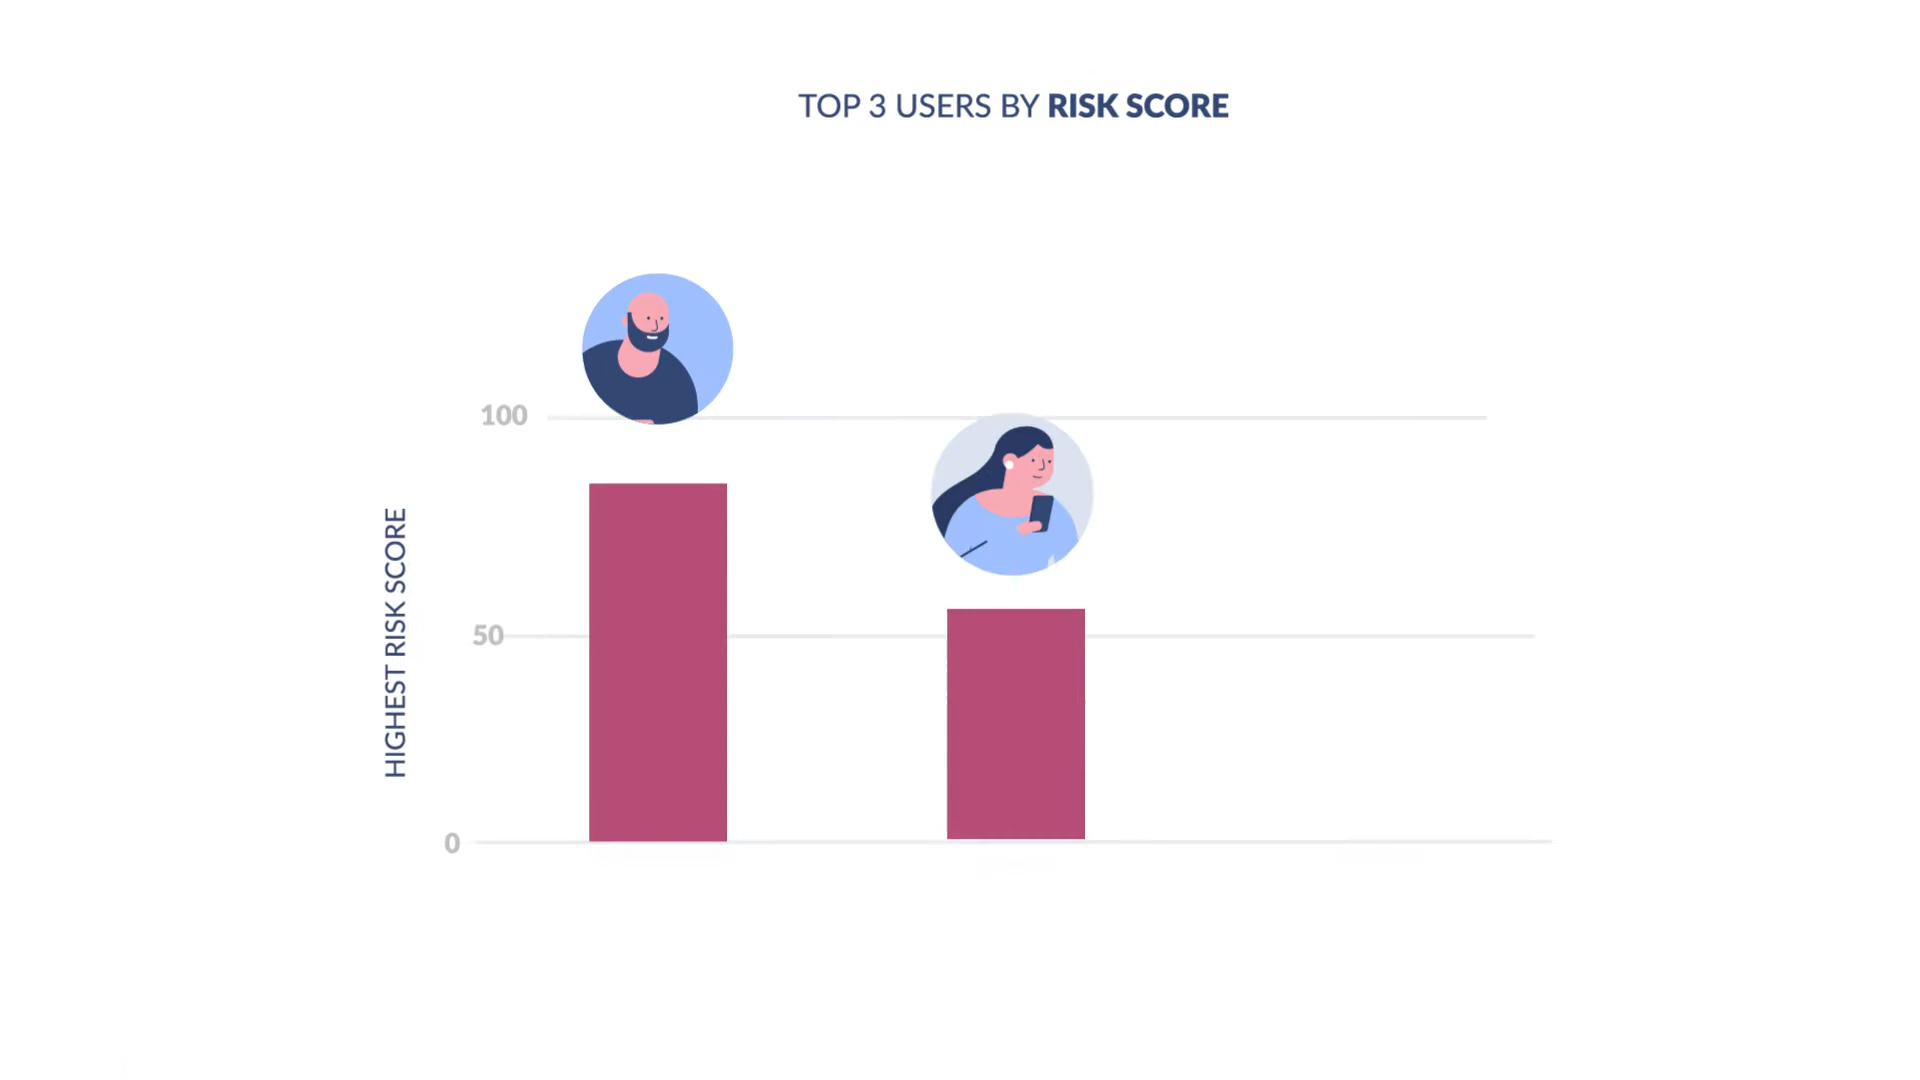 TOP 3 USERS BY RISK SCORE
100
50
0
HIGHEST RISK SCORE